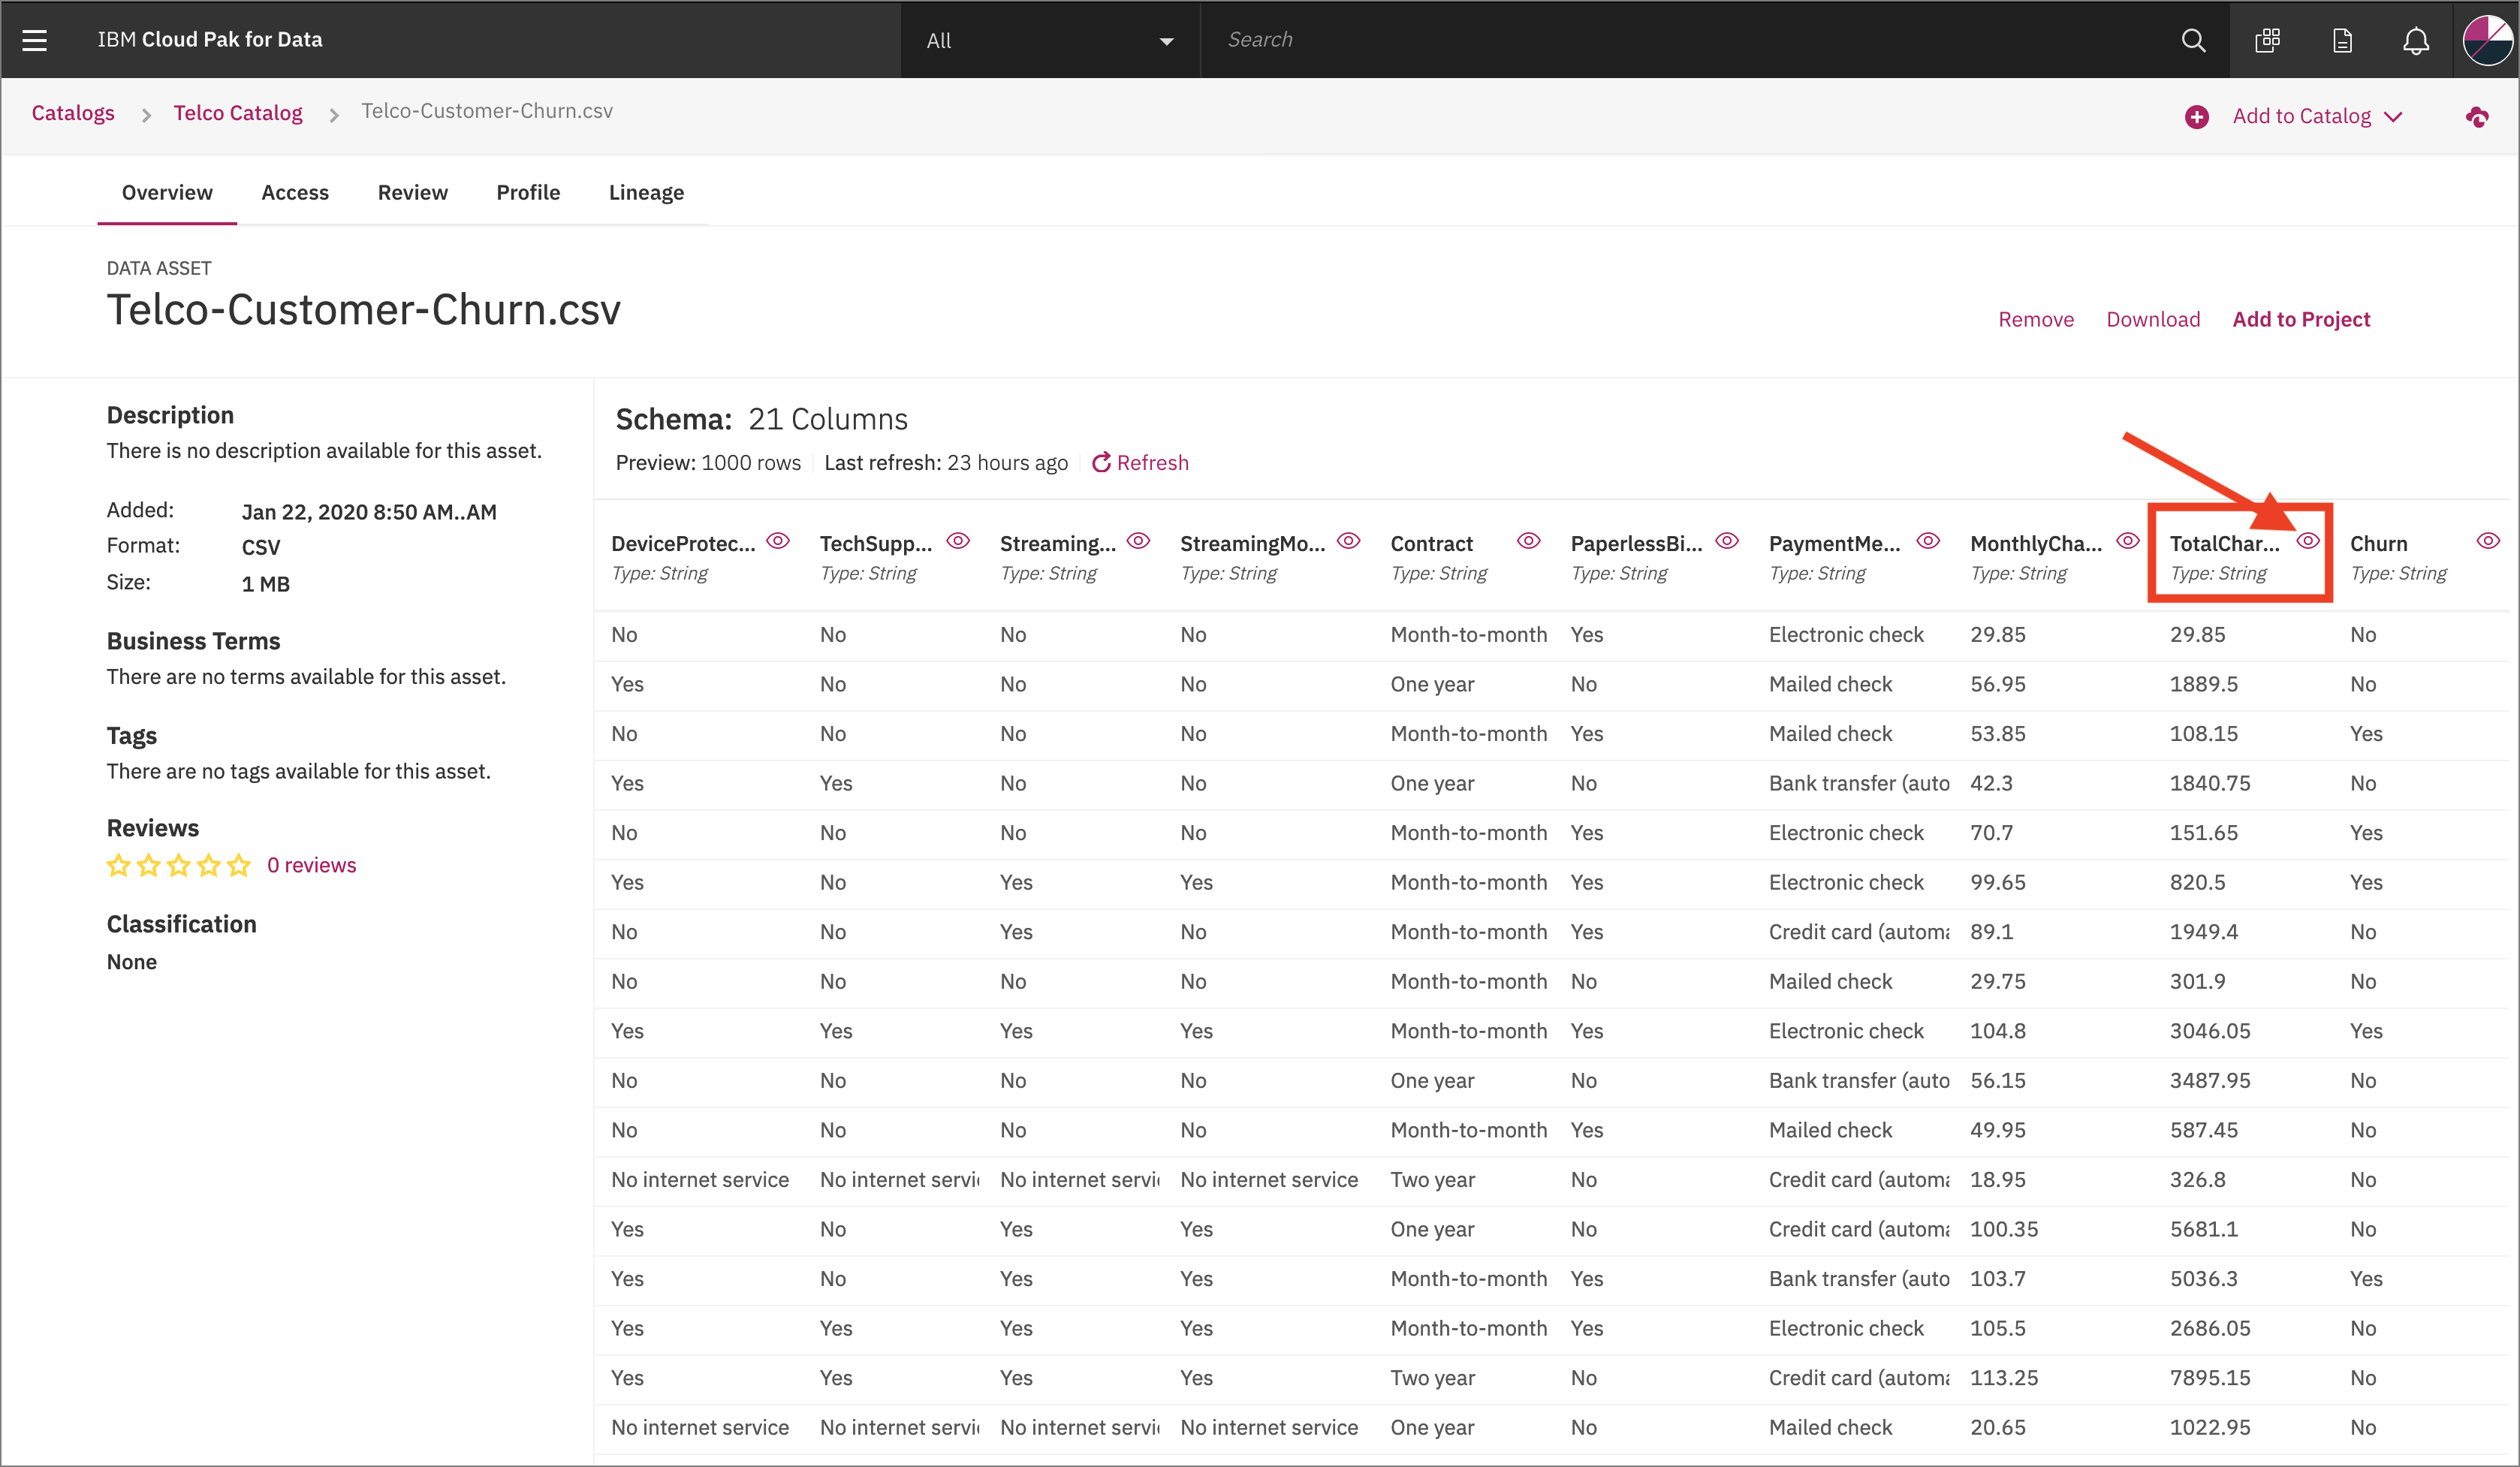 IBM Cloud Pak for Data All Search
Catalogs Telco Catalog Telco-Customer-Churn.csv Add to Catalog
Overview Access Review Profile Lineage
DATA ASSET
Telco-Customer-Churn.csv
Remove Download Add to Project
Description
There is no description available for this asset.
Added: Jan 22, 2020 8:50 AM..AM
Format: CSV
Size: 1 MB
Business Terms
There are no terms available for this asset.
Tags
There are no tags available for this asset.
Reviews
0 reviews
Classification
None
Schema: 21 Columns
Preview: 1000 rows Last refresh: 23 hours ago Refresh
DeviceProtec... TechSupp... Streaming... StreamingMo... Contract PaperlessBi... PaymentMe... MonthlyCha... TotalChar... Churn
Type: String Type: String Type: String Type: String Type: String Type: String Type: String Type: String Type: String Type: String
No No No No Month-to-month Yes Electronic check 29.85 29.85 No
Yes No No No One year No Mailed check 56.95 1889.5 No
No No No No Month-to-month Yes Mailed check 53.85 108.15 Yes
Yes Yes No No One year No Bank transfer (auto 42.3 1840.75 No
No No No No Month-to-month Yes Electronic check 70.7 151.65 Yes
Yes No Yes Yes Month-to-month Yes Electronic check 99.65 820.5 Yes
No No Yes No Month-to-month Yes Credit card (automa 89.1 1949.4 No
No No No No Month-to-month No Mailed check 29.75 301.9 No
Yes Yes Yes Yes Month-to-month Yes Electronic check 104.8 3046.05 Yes
No No No No One year No Bank transfer (auto 56.15 3487.95 No
No No No No Month-to-month Yes Mailed check 49.95 587.45 No
No internet service No internet servi No internet servi No internet service Two year No Credit card (automa 18.95 326.8 No
Yes No Yes Yes One year No Credit card (automa 100.35 5681.1 No
Yes No Yes Yes Month-to-month Yes Bank transfer (auto 103.7 5036.3 Yes
Yes Yes Yes Yes Month-to-month Yes Electronic check 105.5 2686.05 No
Yes Yes Yes Yes Two year No Credit card (automa 113.25 7895.15 No
No internet service No internet servi No internet servi No internet service One year No Mailed check 20.65 1022.95 No